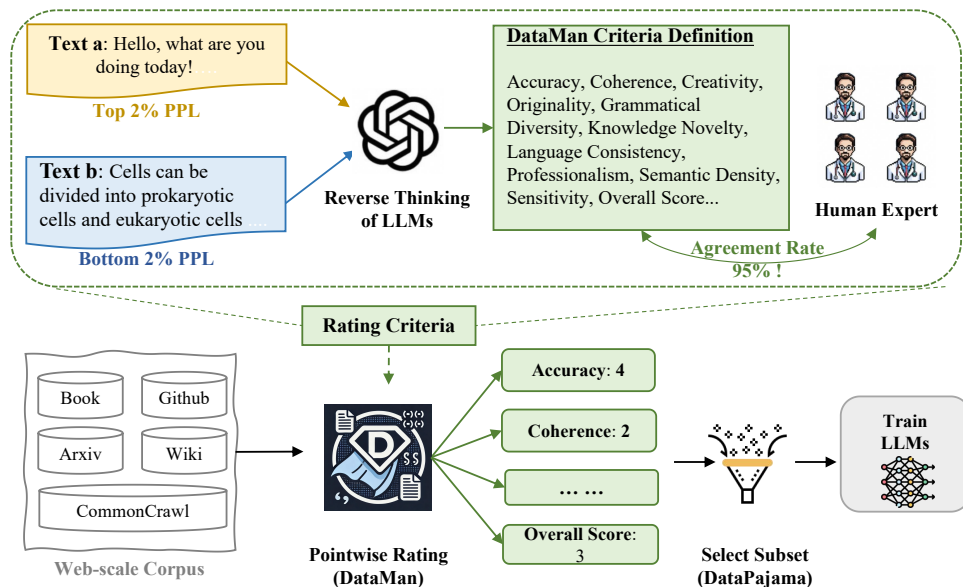 Text a: Hello, what are you
doing today! ....
Top 2% PPL
Text b: Cells can be
divided into prokaryotic
cells and eukaryotic cells ....
Bottom 2% PPL
Reverse Thinking
of LLMs
DataMan Criteria Definition
Accuracy, Coherence, Creativity,
Originality, Grammatical
Diversity, Knowledge Novelty,
Language Consistency,
Professionalism, Semantic Density,
Sensitivity, Overall Score...
Human Expert
Agreement Rate
95% !
Rating Criteria
Book
Github
Arxiv
Wiki
CommonCrawl
Web-scale Corpus
D
$$
Pointwise Rating
(DataMan)
Accuracy: 4
Coherence: 2
... ...
Overall Score:
3
Select Subset
(DataPajama)
Train
LLMs